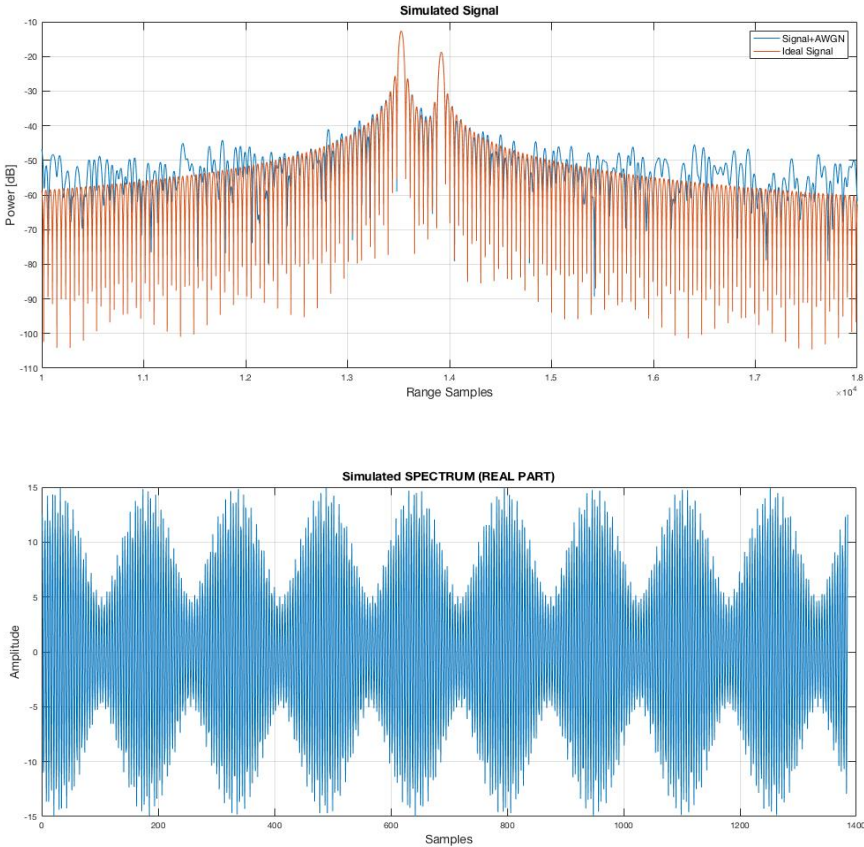 Simulated Signal
Signal+AWGN
Ideal Signal
Power [dB]
-10
-20
-30
-40
-50
-60
-70
-80
-90
-100
-110
1 1.1 1.2 1.3 1.4 1.5 1.6 1.7 1.8
×10⁴
Range Samples
Simulated SPECTRUM (REAL PART)
Amplitude
15
10
5
0
-5
-10
-15
0 200 400 600 800 1000 1200 1400
Samples